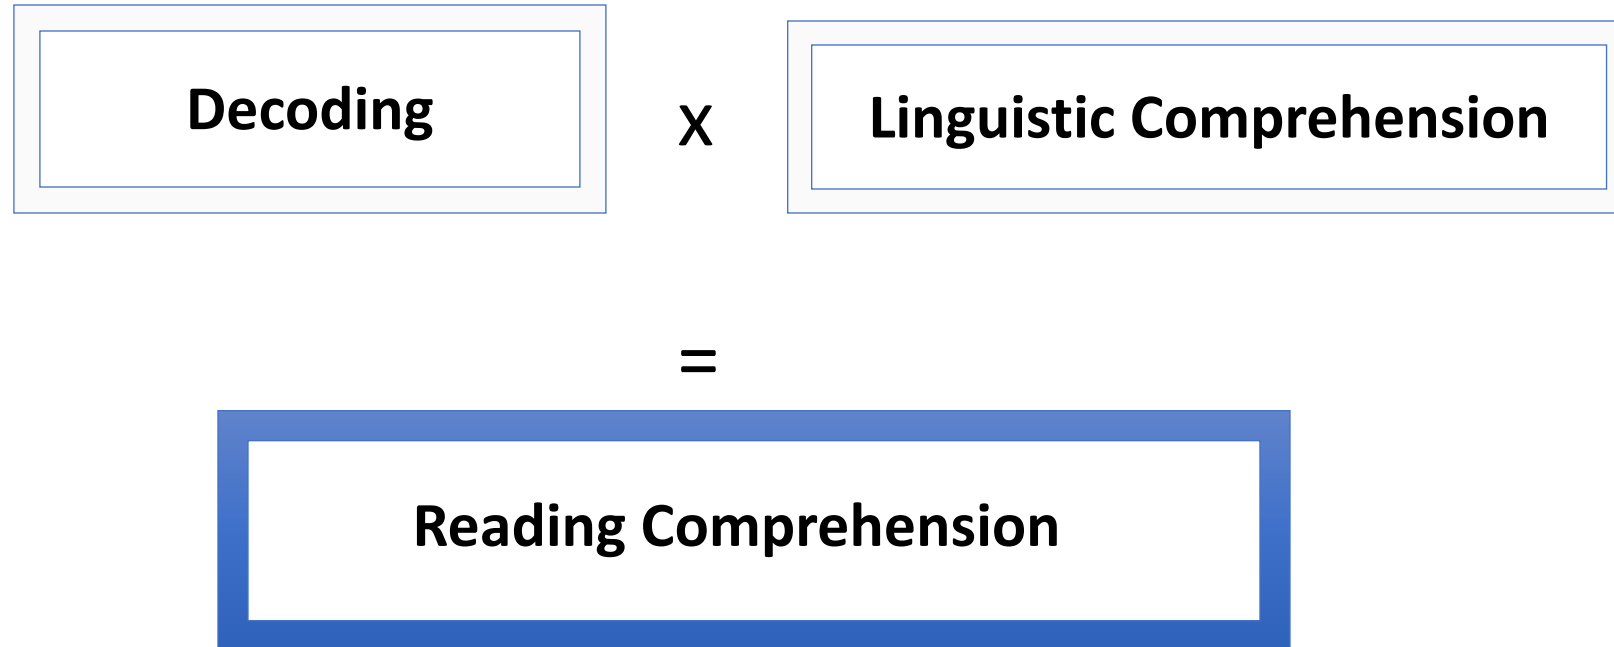 Decoding
x
Linguistic Comprehension
=
Reading Comprehension